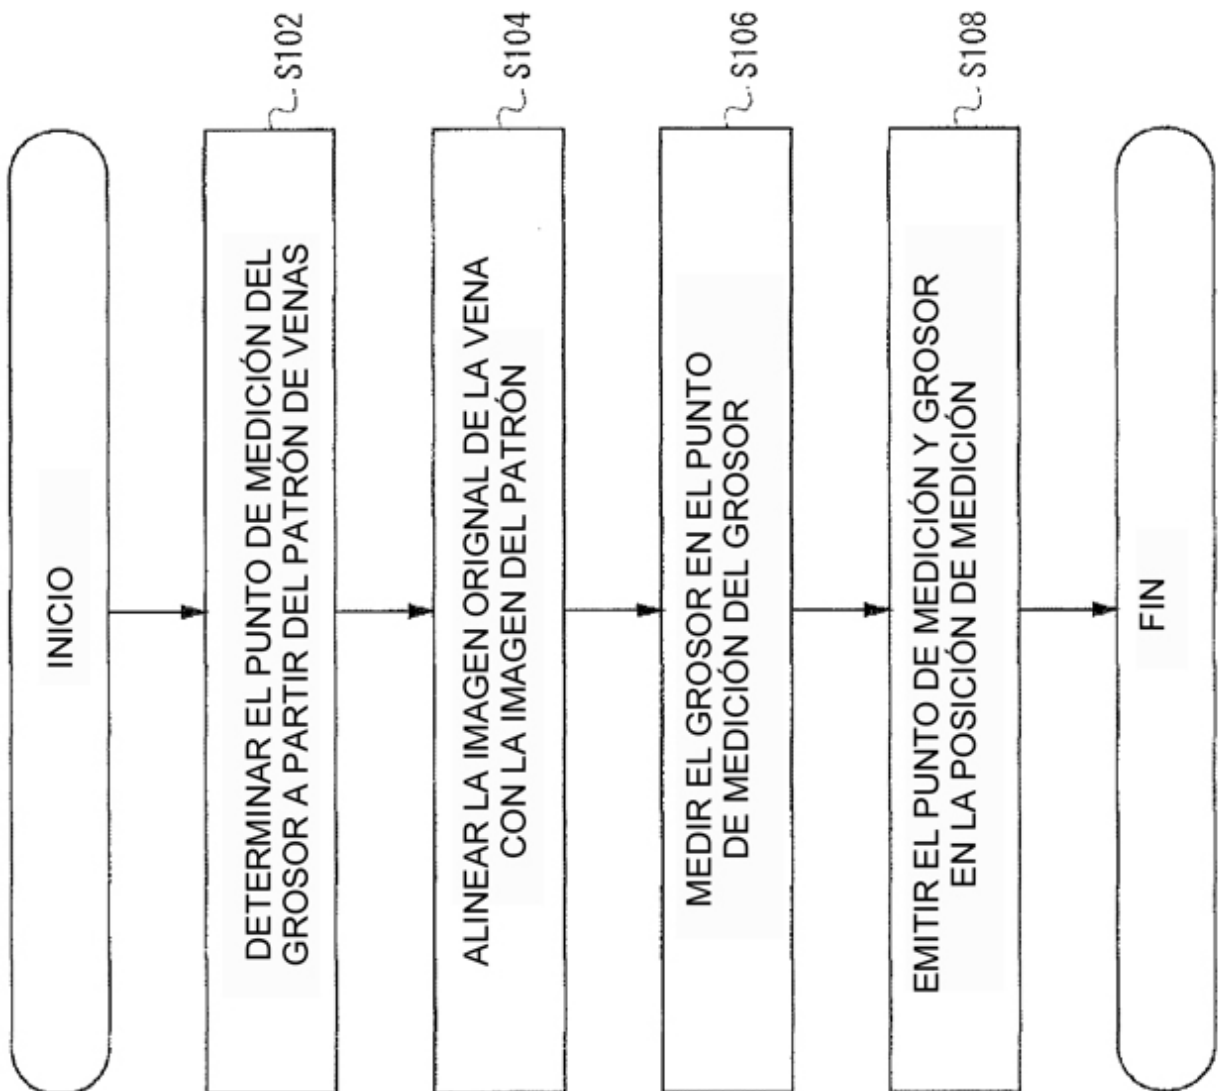 INICIO
DETERMINAR EL PUNTO DE MEDICIÓN DEL
GROSOR A PARTIR DEL PATRÓN DE VENAS
S102
ALINEAR LA IMAGEN ORIGNAL DE LA VENA
CON LA IMAGEN DEL PATRÓN
S104
MEDIR EL GROSOR EN EL PUNTO
DE MEDICIÓN DEL GROSOR
S106
EMITIR EL PUNTO DE MEDICIÓN Y GROSOR
EN LA POSICIÓN DE MEDICIÓN
S108
FIN